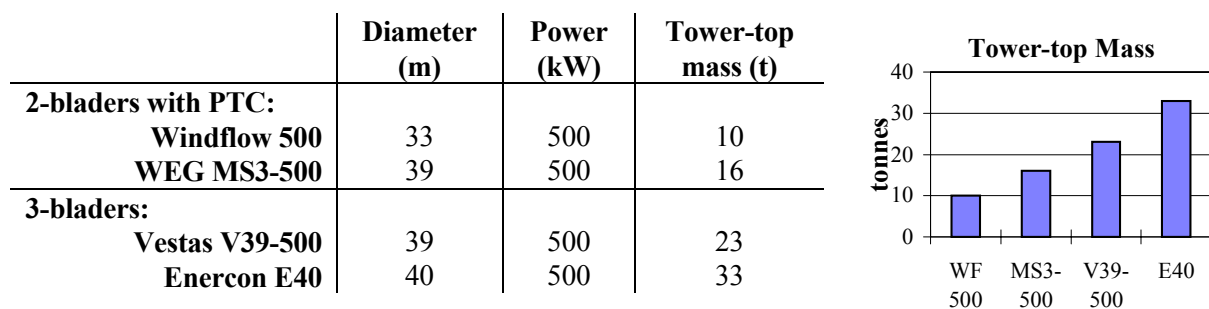 Diameter (m) Power (kW) Tower-top mass (t)
2-bladers with PTC:
Windflow 500 33 500 10
WEG MS3-500 39 500 16
3-bladers:
Vestas V39-500 39 500 23
Enercon E40 40 500 33
Tower-top Mass
tonnes
40
30
20
10
0
WF 500 MS3-500 V39-500 E40